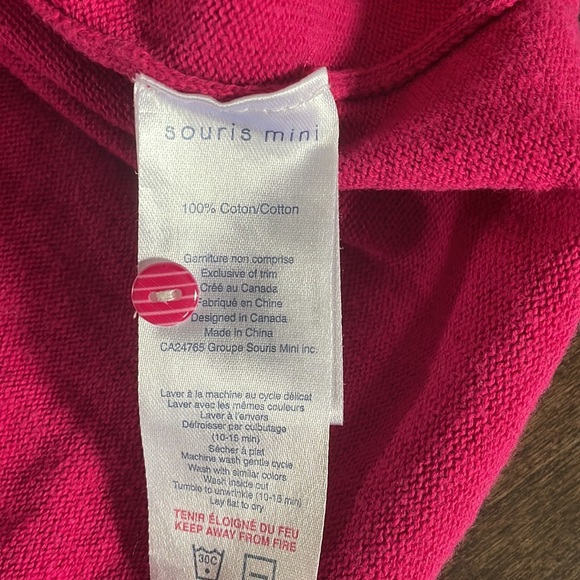 souris mini
100% Coton/Cotton
Garniture non comprise
Exclusive of trim
Créé au Canada
Fabriqué en Chine
Designed in Canada
Made in China
CA24765 Groupe Souris Mini inc.
Laver à la machine au cycle délicat
Laver avec les mêmes couleurs
Laver à l'envers
Défroisser par culbutage
(10-15 min)
Sécher à plat
Machine wash gentle cycle
Wash with similar colors
Wash inside out
Tumble to unwrinkle (10-15 min)
Lay flat to dry
TENIR ÉLOIGNÉ DU FEU
KEEP AWAY FROM FIRE
30C